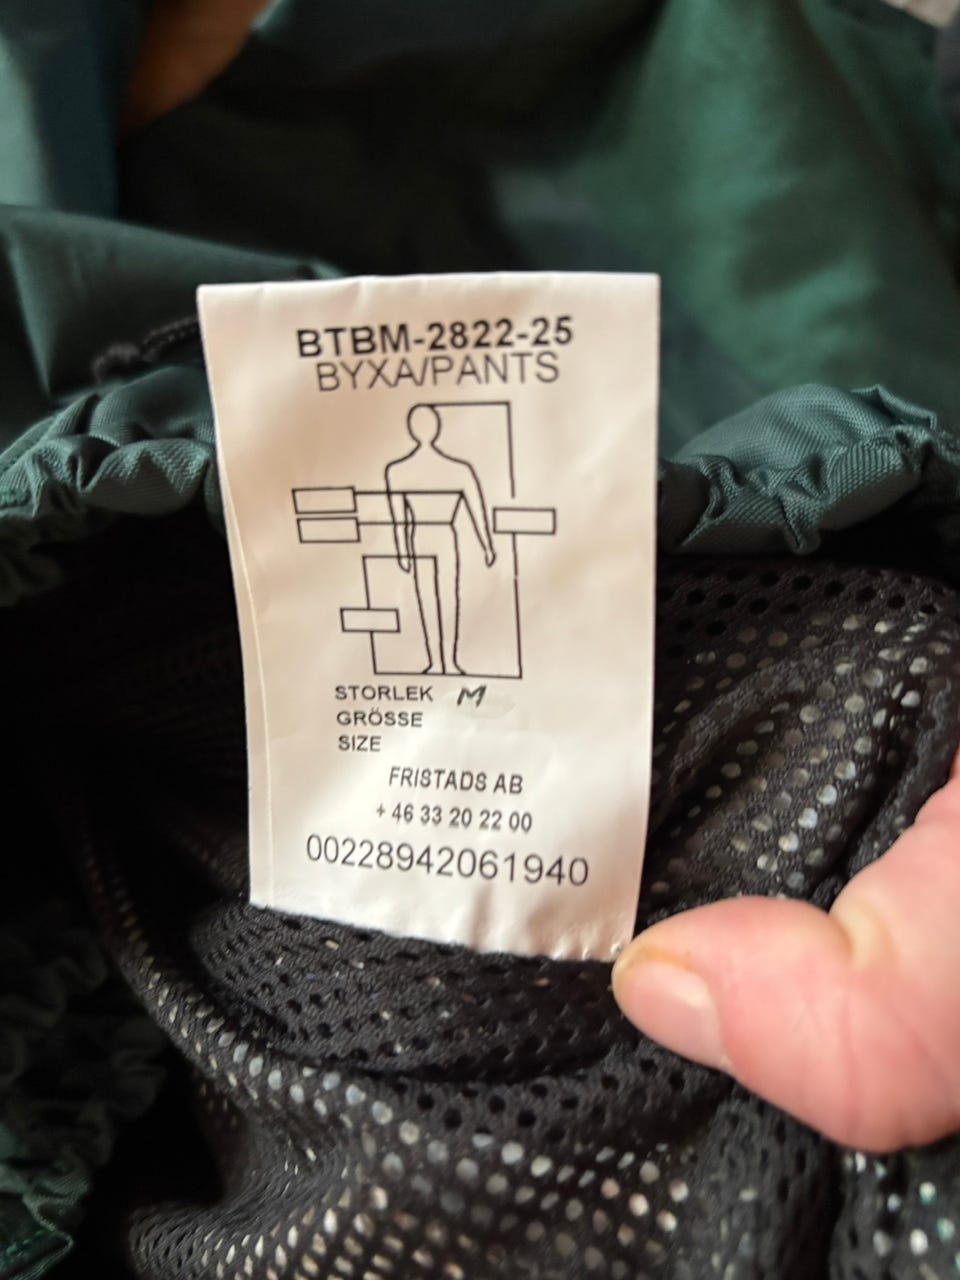 BTBM-2822-25
BYXA/PANTS
STORLEK M
GRÖSSE
SIZE
FRISTADS AB
+ 46 33 20 22 00
00228942061940